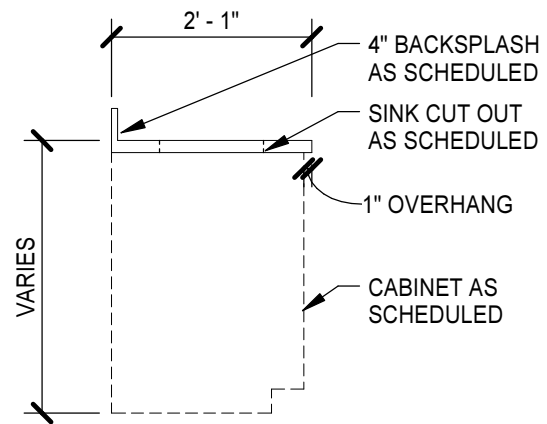 2' - 1"
4" BACKSPLASH
AS SCHEDULED
SINK CUT OUT
AS SCHEDULED
1" OVERHANG
VARIES
CABINET AS
SCHEDULED